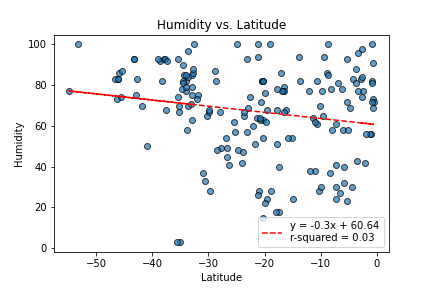 Humidity vs. Latitude
100
80
60
40
20
0
Humidity
−50
−40
−30
−20
−10
0
Latitude
y = -0.3x + 60.64
r-squared = 0.03